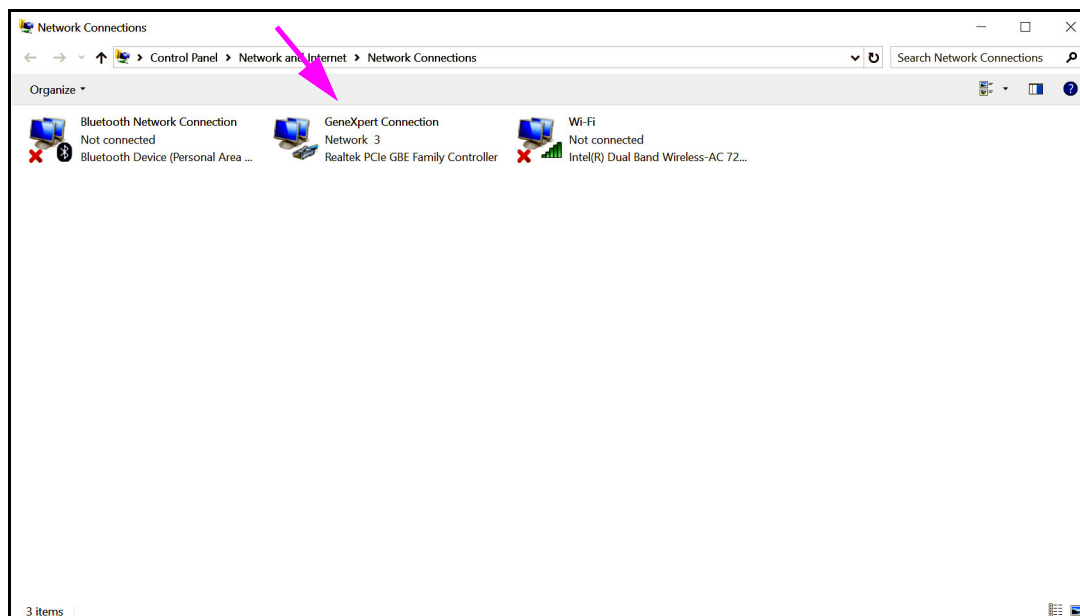 Network Connections
Control Panel > Network and Internet > Network Connections
Search Network Connections
Organize
Bluetooth Network Connection
Not connected
Bluetooth Device (Personal Area ...
GeneXpert Connection
Network 3
Realtek PCIe GBE Family Controller
Wi-Fi
Not connected
Intel(R) Dual Band Wireless-AC 72...
3 items